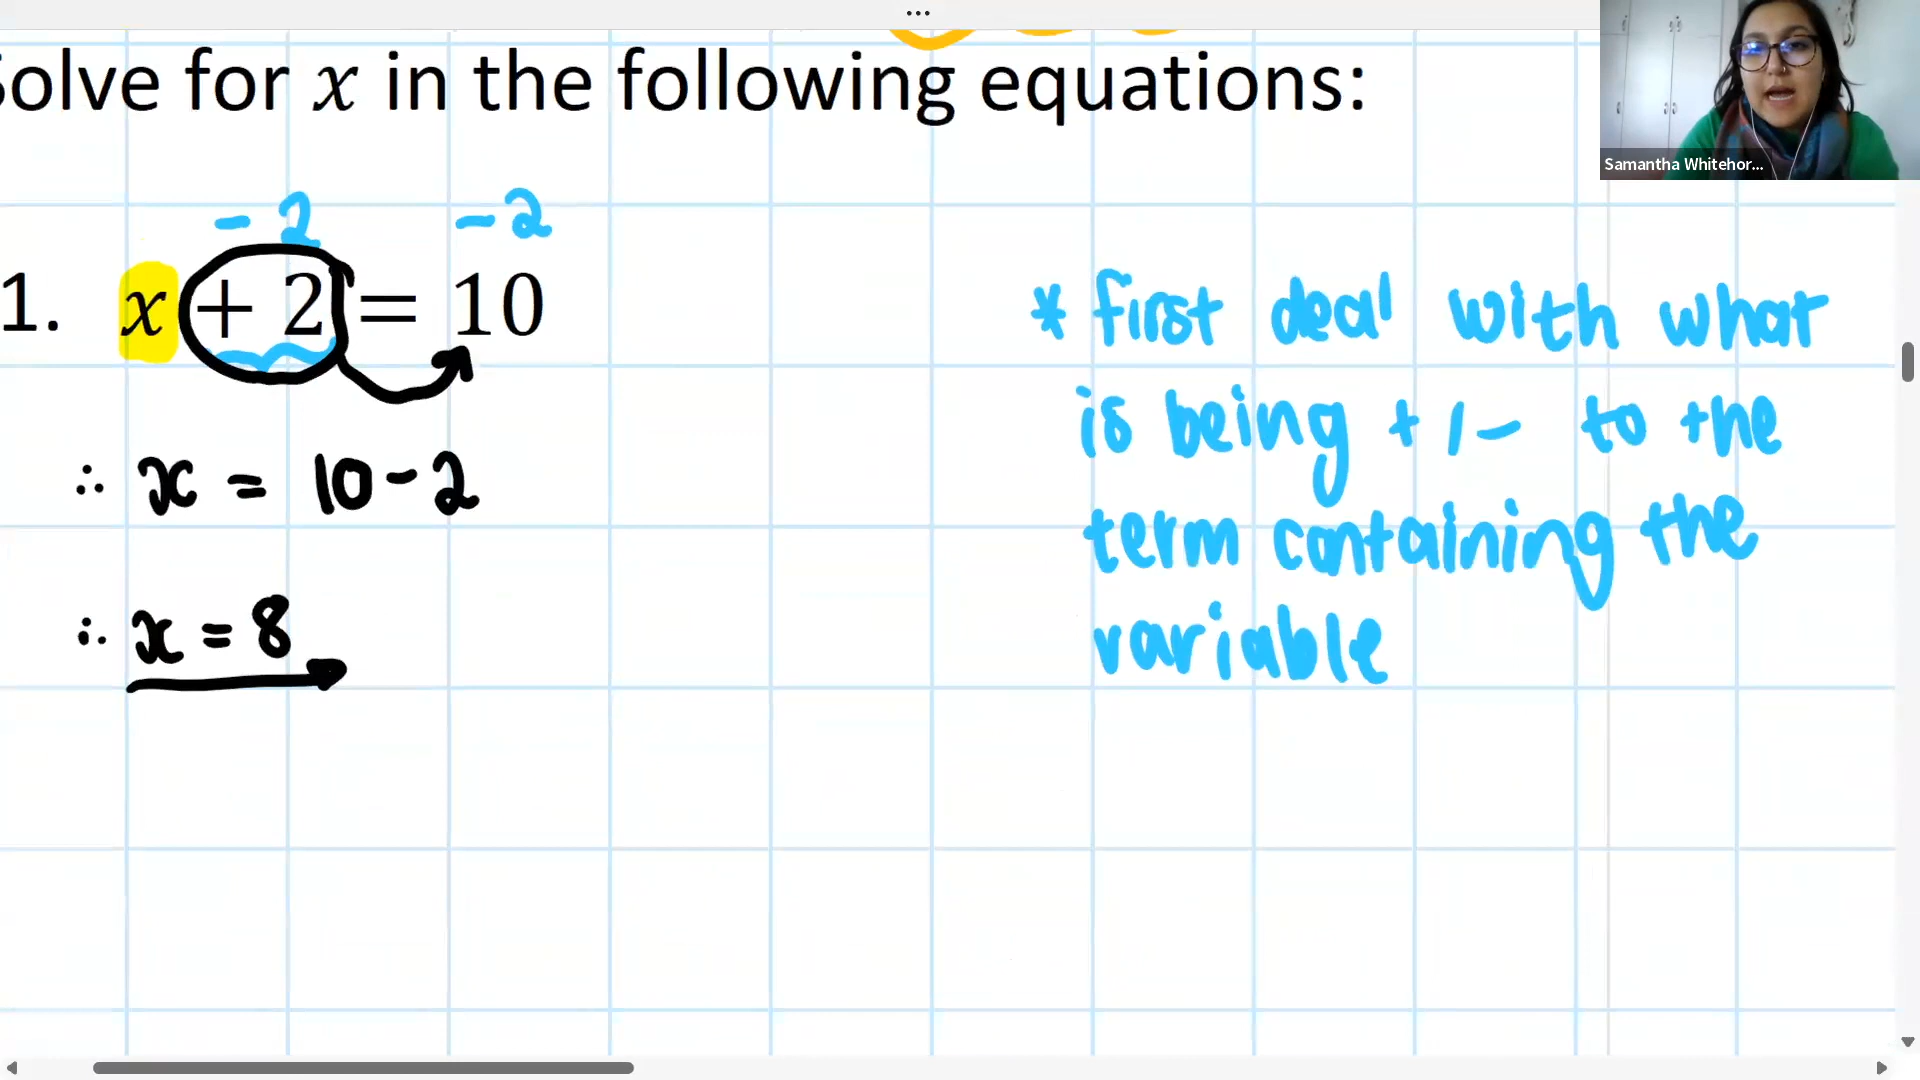 Solve for x in the following equations:
- 2 - 2
1. x + 2 = 10
∴ x = 10 - 2
∴ x = 8
* first deal with what
is being +/- to the
term containing the
variable
Samantha Whitehor...